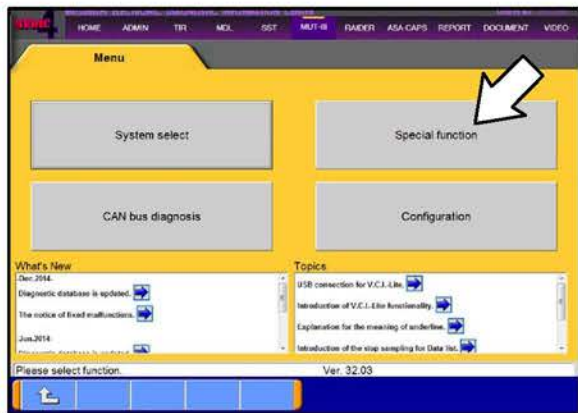 HOME ADMIN TIR MDL SST MUT-III RAIDER ASA-CAPS REPORT DOCUMENT VIDEO
Menu
System select
Special function
CAN bus diagnosis
Configuration
What's New
-Dec.2014-
Diagnostic database is updated.
The notice of fixed malfunctions.
Jun.2014-
Topics
USB connection for V.C.I.-Lite.
Introduction of V.C.I.-Lite functionality.
Explanation for the meaning of underline.
Introduction of the stop sampling for Data list.
Please select function.
Ver. 32.03